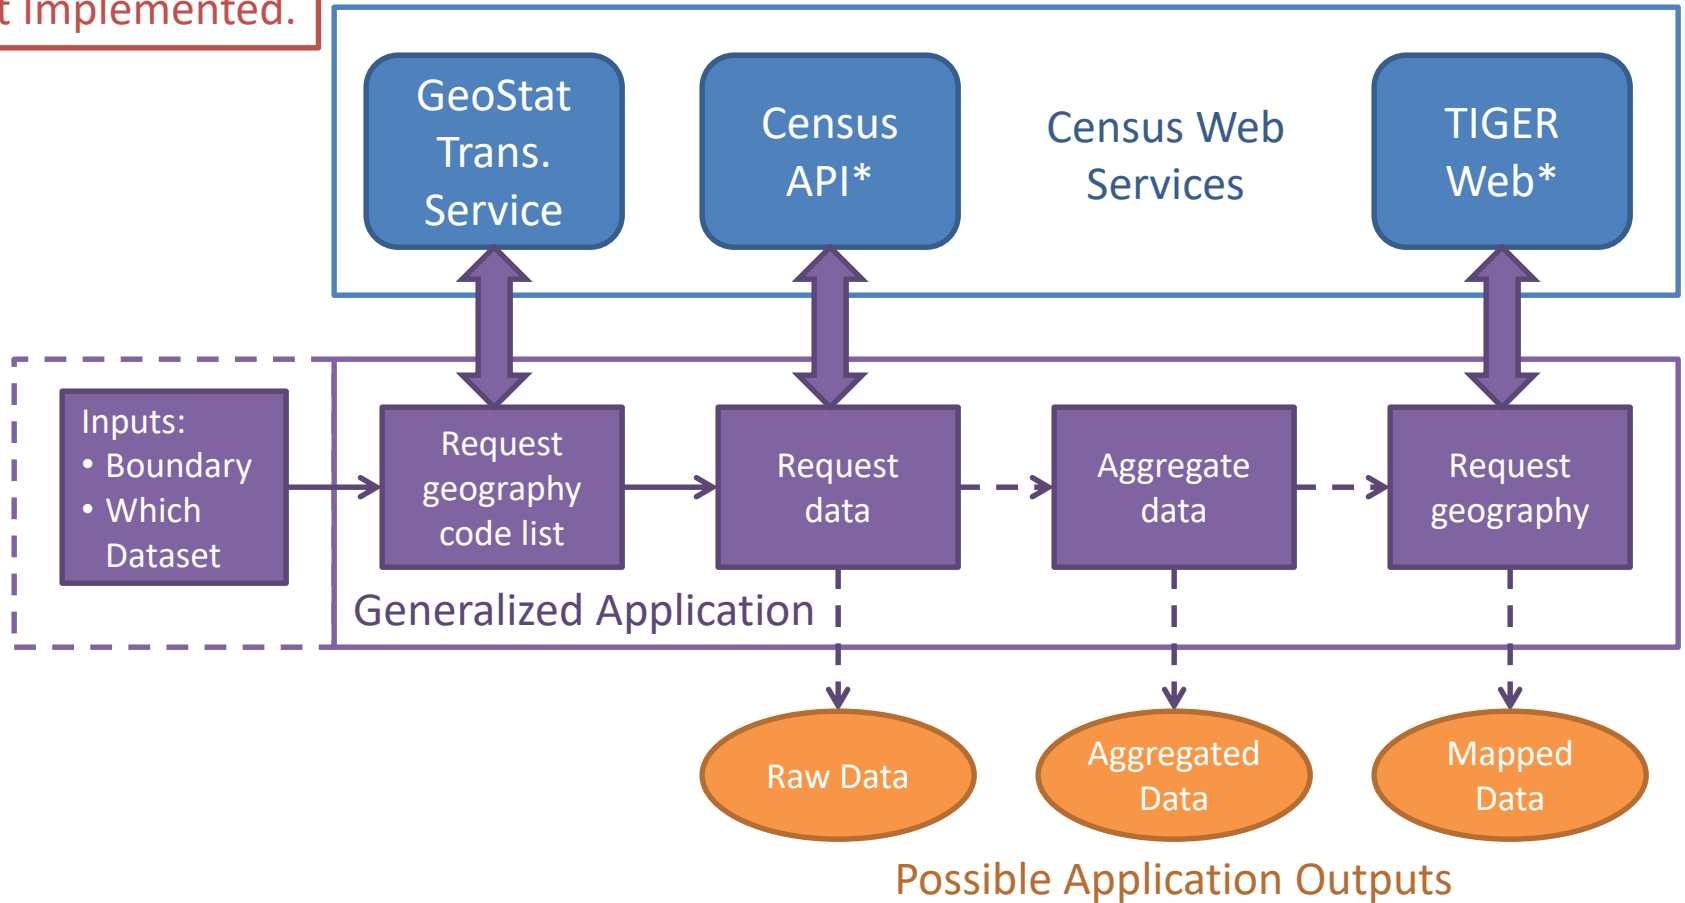 t Implemented.
GeoStat
Trans.
Service
Census
API*
Census Web
Services
TIGER
Web*
Inputs:
• Boundary
• Which
Dataset
Request
geography
code list
Request
data
Aggregate
data
Request
geography
Generalized Application
Raw Data
Aggregated
Data
Mapped
Data
Possible Application Outputs